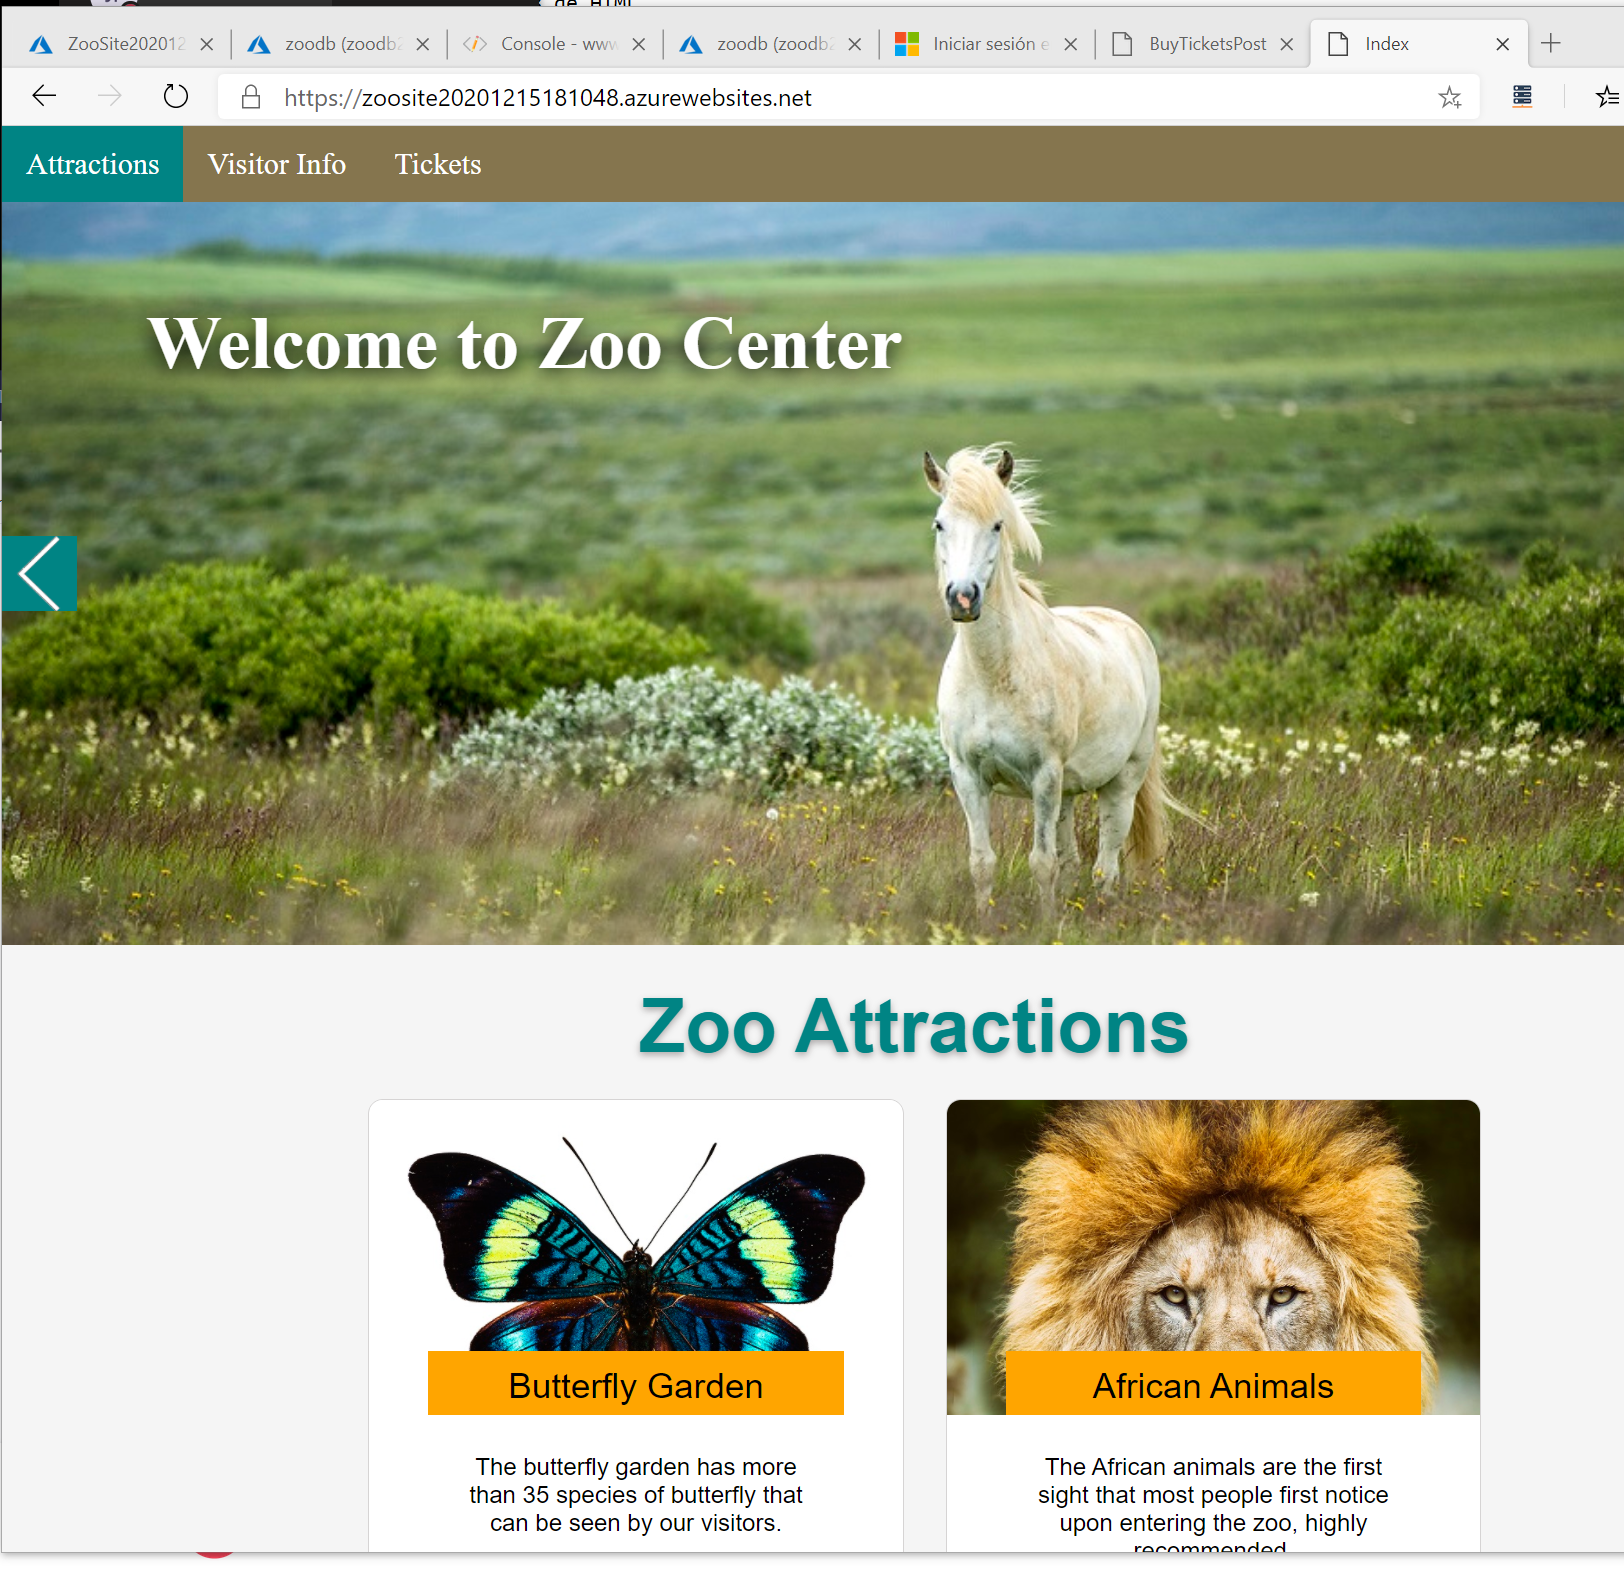 ZooSite202012
zoodb (zoodb2
Console - www
zoodb (zoodb2
Iniciar sesión e
BuyTicketsPost
Index
https://zoosite20201215181048.azurewebsites.net
Attractions
Visitor Info
Tickets
Welcome to Zoo Center
Zoo Attractions
Butterfly Garden
The butterfly garden has more
than 35 species of butterfly that
can be seen by our visitors.
African Animals
The African animals are the first
sight that most people first notice
upon entering the zoo, highly
recommended